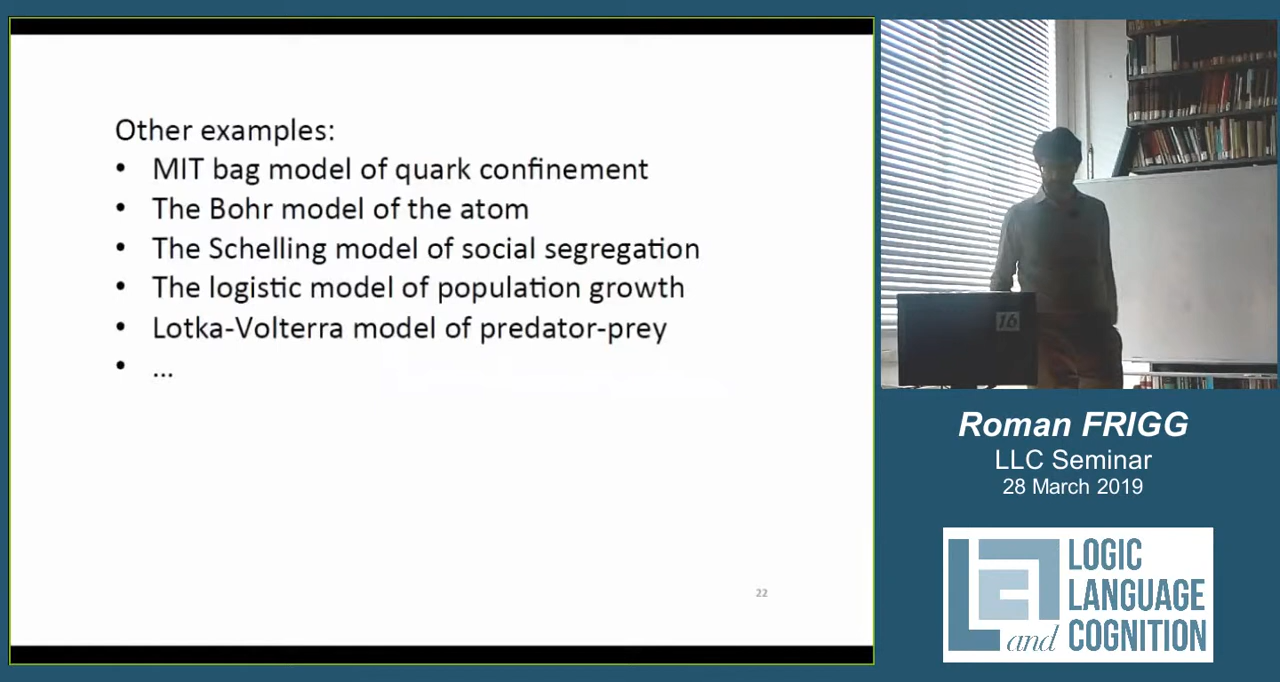 Other examples:
• MIT bag model of quark confinement
• The Bohr model of the atom
• The Schelling model of social segregation
• The logistic model of population growth
• Lotka-Volterra model of predator-prey
• ...
22
16
Roman FRIGG
LLC Seminar
28 March 2019
LOGIC
LANGUAGE
and COGNITION